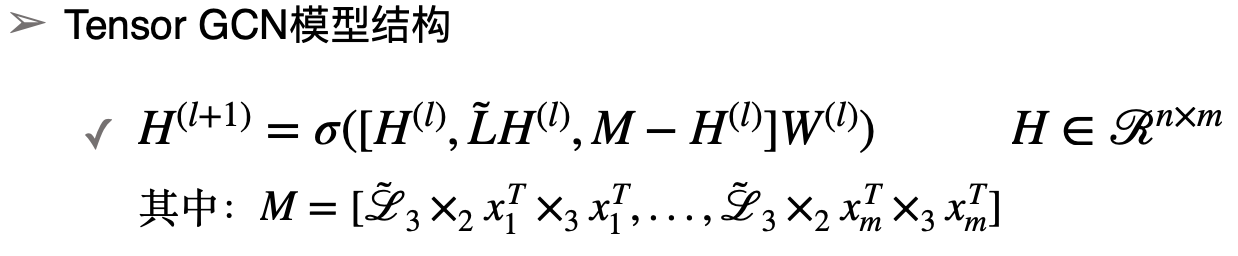 ➢ Tensor GCN模型结构
✓ H^{(l+1)} = σ([H^{(l)}, L̃H^{(l)}, M − H^{(l)}]W^{(l)}) H ∈ ℛ^{n×m}
其中：M = [ℒ̃_3 ×_2 x_1^T ×_3 x_1^T, . . . , ℒ̃_3 ×_2 x_m^T ×_3 x_m^T]